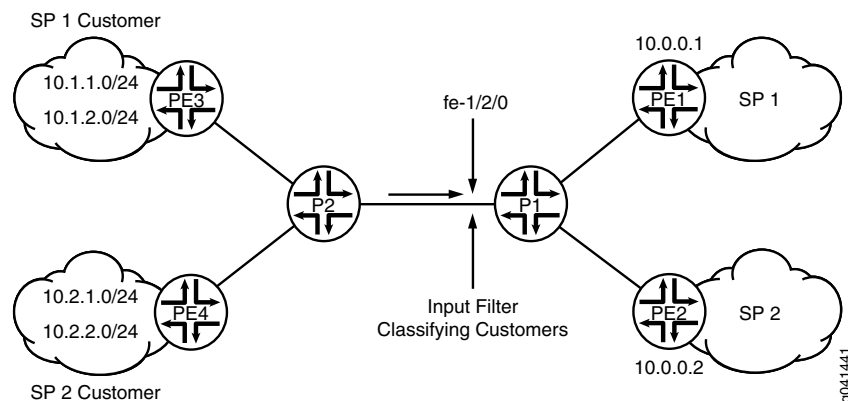 SP 1 Customer
10.1.1.0/24
10.1.2.0/24
PE3
10.0.0.1
PE1
SP 1
fe-1/2/0
P2
P1
10.2.1.0/24
10.2.2.0/24
PE4
SP 2 Customer
Input Filter
Classifying Customers
PE2
SP 2
10.0.0.2
g041441